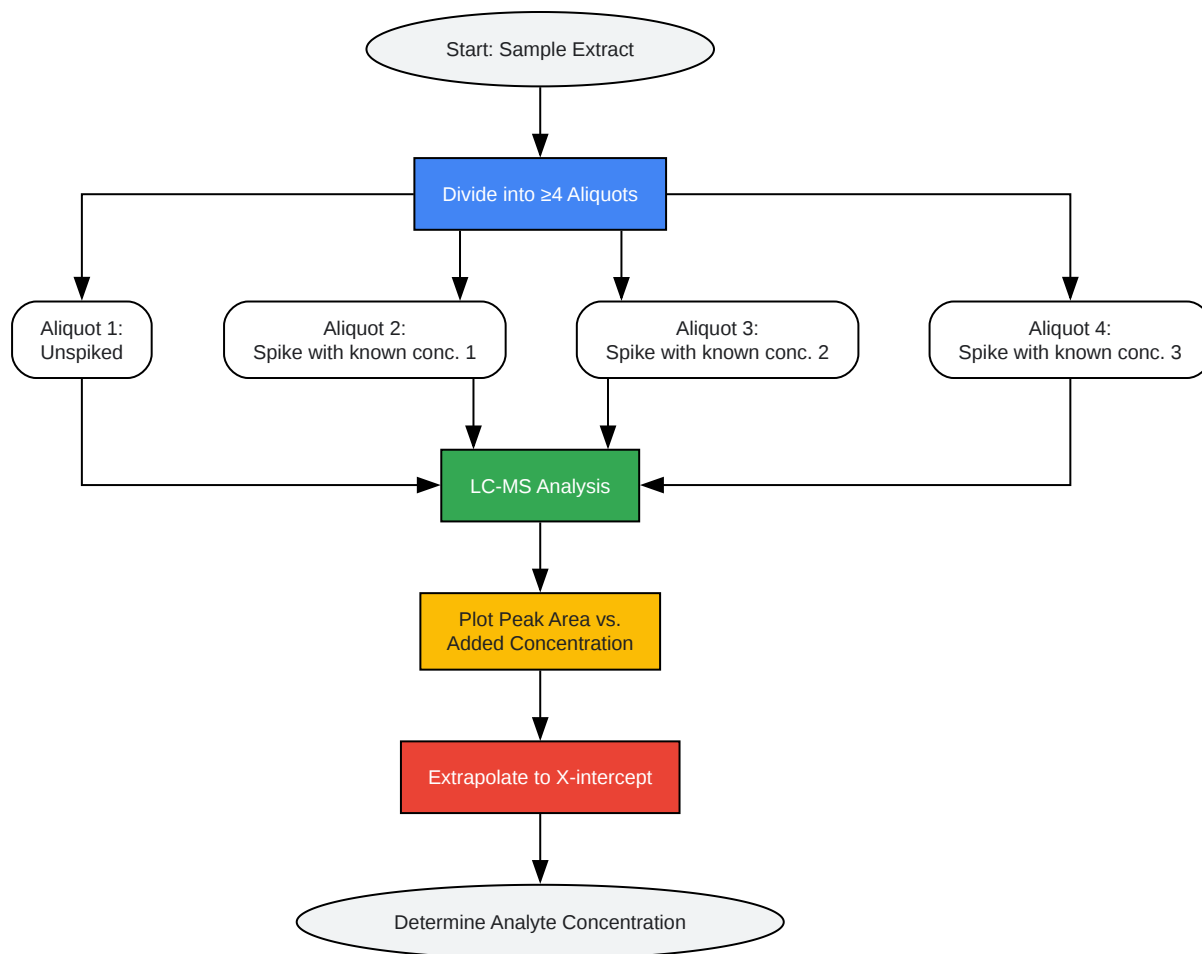 Start: Sample Extract
Divide into ≥4 Aliquots
Aliquot 1:
Unspiked
Aliquot 2:
Spike with known conc. 1
Aliquot 3:
Spike with known conc. 2
Aliquot 4:
Spike with known conc. 3
LC-MS Analysis
Plot Peak Area vs.
Added Concentration
Extrapolate to X-intercept
Determine Analyte Concentration